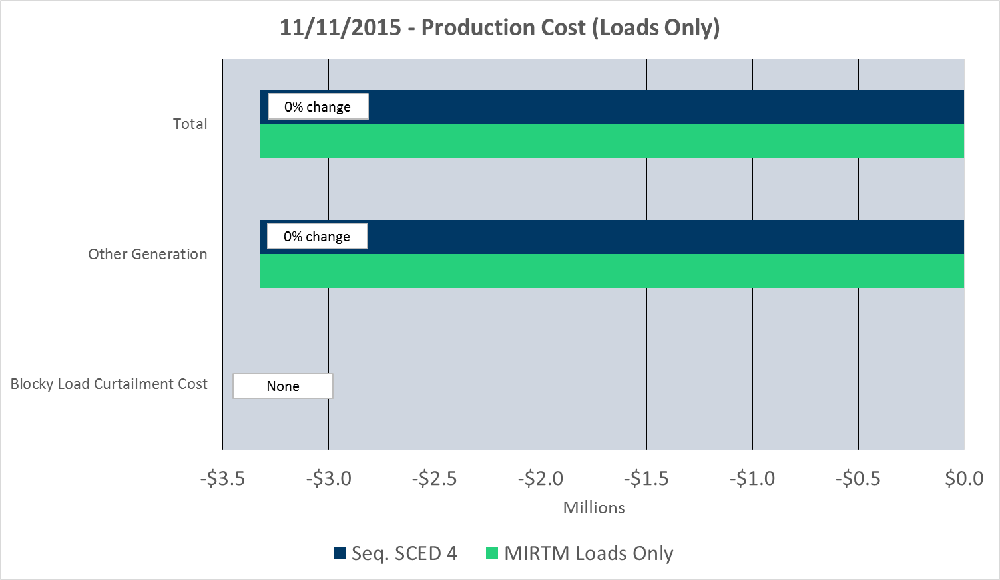 11/11/2015 - Production Cost (Loads Only)
Total
0% change
Other Generation
0% change
Blocky Load Curtailment Cost
None
-$3.5 -$3.0 -$2.5 -$2.0 -$1.5 -$1.0 -$0.5 $0.0
Millions
Seq. SCED 4 MIRTM Loads Only